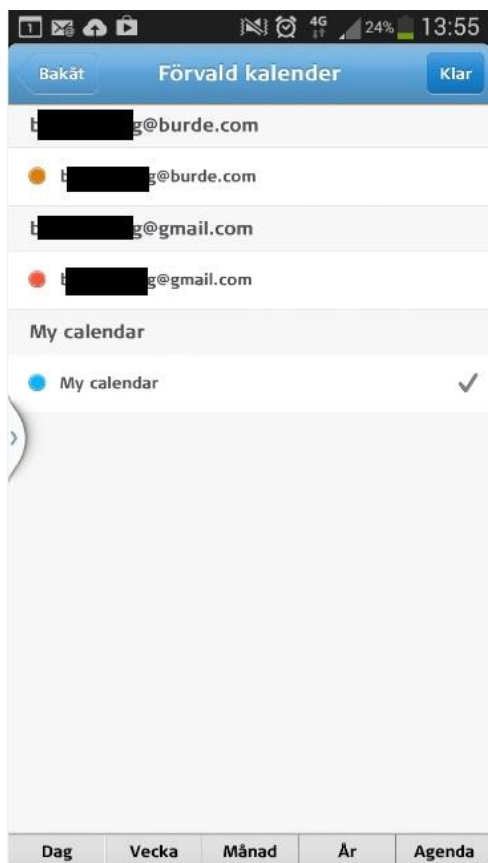 1 4G 24% 13:55
Bakåt Förvald kalender Klar
b g@burde.com
b g@burde.com
b g@gmail.com
b g@gmail.com
My calendar
My calendar
Dag Vecka Månad År Agenda